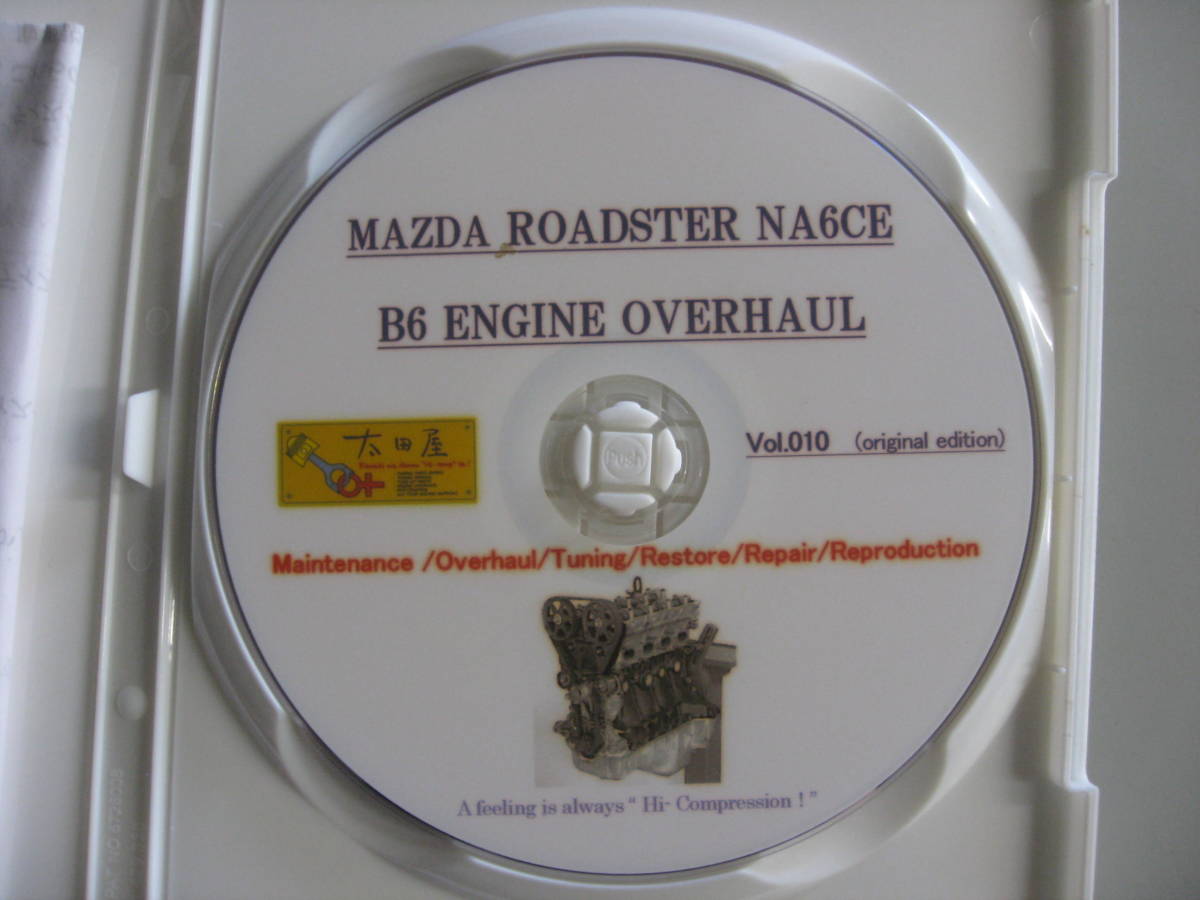 MAZDA ROADSTER NA6CE
B6 ENGINE OVERHAUL
太田屋
Push
Vol.010 (original edition)
Maintenance /Overhaul/Tuning/Restore/Repair/Reproduction
A feeling is always “ Hi- Compression ! ”